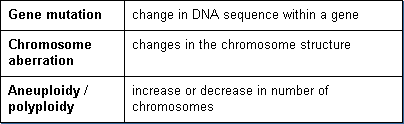 Gene mutation change in DNA sequence within a gene
Chromosome changes in the chromosome structure
aberration
Aneuploidy / increase or decrease in number of
polyploidy chromosomes